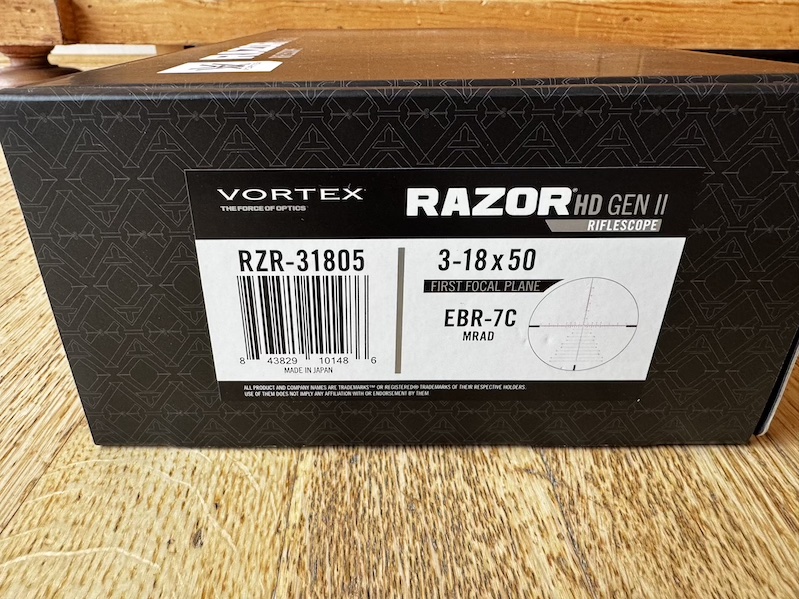 VORTEX
THE FORCE OF OPTICS
RAZOR® HD GEN II
RIFLESCOPE
RZR-31805
8 43829 10148 6
MADE IN JAPAN
3-18 x 50
FIRST FOCAL PLANE
EBR-7C
MRAD
ALL PRODUCT AND COMPANY NAMES ARE TRADEMARKS™ OR REGISTERED® TRADEMARKS OF THEIR RESPECTIVE HOLDERS.
USE OF THEM DOES NOT IMPLY ANY AFFILIATION WITH OR ENDORSEMENT BY THEM